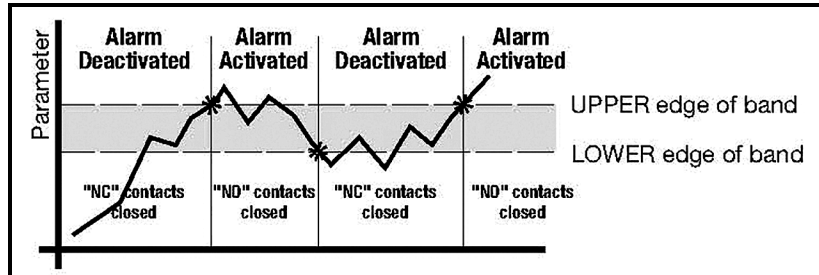 Parameter
Alarm
Deactivated
Alarm
Activated
Alarm
Deactivated
Alarm
Activated
UPPER edge of band
LOWER edge of band
"NC" contacts
closed
"NO" contacts
closed
"NC" contacts
closed
"NO" contacts
closed